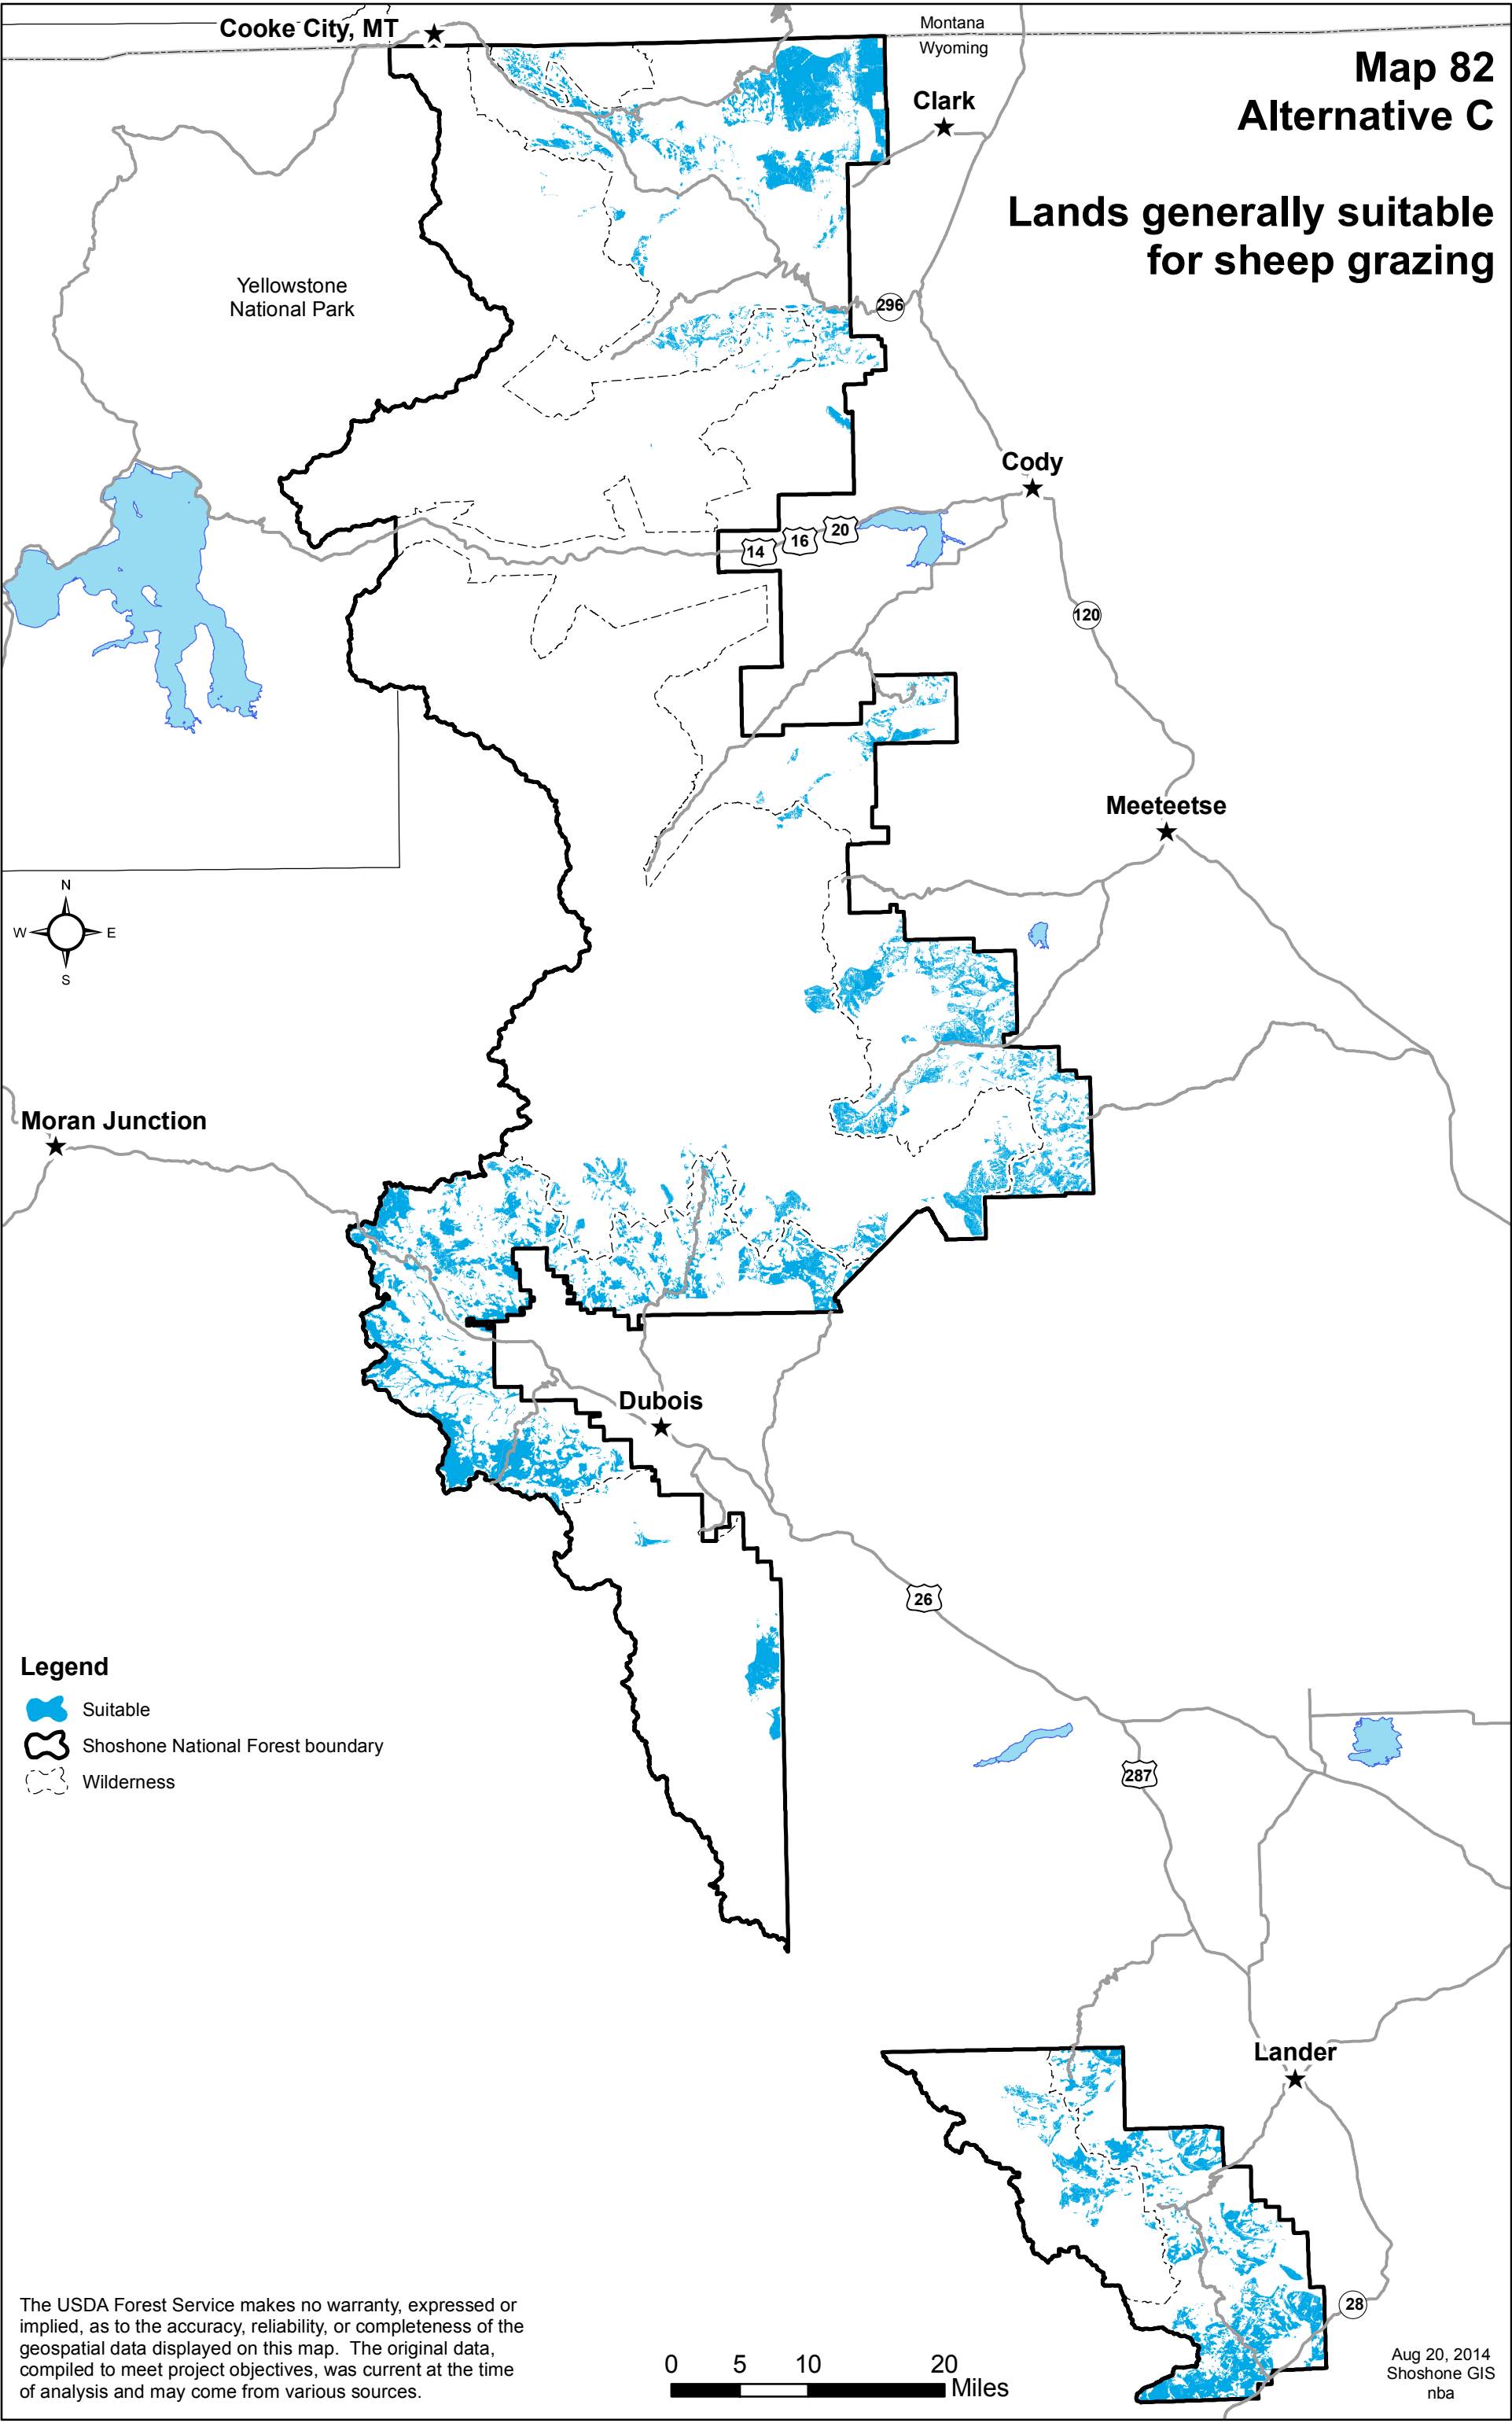 Cooke City, MT
Montana
Wyoming
Map 82
Alternative C
Clark
Lands generally suitable
for sheep grazing
Yellowstone
National Park
296
Cody
20
16
14
120
Meeteetse
N
W
E
S
Moran Junction
Dubois
26
Legend
Suitable
Shoshone National Forest boundary
Wilderness
287
Lander
28
The USDA Forest Service makes no warranty, expressed or
implied, as to the accuracy, reliability, or completeness of the
geospatial data displayed on this map. The original data,
compiled to meet project objectives, was current at the time
of analysis and may come from various sources.
0 5 10 20
Miles
Aug 20, 2014
Shoshone GIS
nba